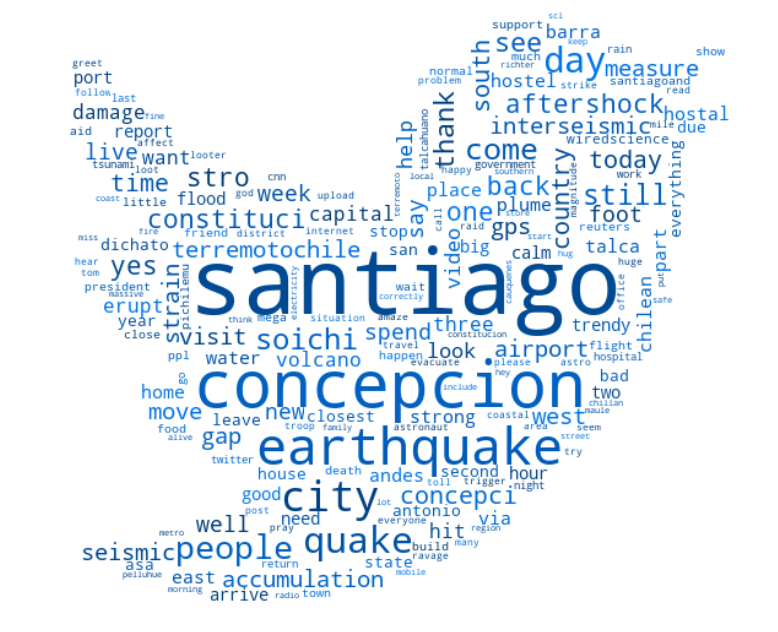 sci
support
barra
see
much
keep
rain
show
day
greet
port
normal
richter
measure
south
problem
hostel
strike
santiagoand
follow
last
read
damage
fine
aftershock
hostal
aid
report
help
thank
talcahuano
interseismic
mile
due
affect
wiredscience
live
want
looter
come
today
everything
tsunami
loot
cnn
government
country
happy
southern
work
time
stro
local
back
still
magnitude
coast
little
god
week
upload
terremoto
place
plume
store
foot
flood
capital
say
one
constituci
call
raid
gps
reuters
miss
fire
friend
district
internet
stop
video
start
dichato
san
big
calm
hug
talca
part
terremotochile
huge
hear
yes
santiago
tom
pichilemu
electricity
wait
cauquenes
office
put
safe
president
strain
correctly
chilean
massive
erupt
mega
situation
amaze
year
think
constitucion
trendy
close
visit
soichi
spend
three
travel
airport
flight
ppl
water
volcano
happen
look
evacuate
please
astro
hospital
go
hey
bad
home
concepcion
include
chillan
two
move
new
closest
strong
coastal
west
maule
leave
food
gap
troop
family
astronaut
area
seem
alive
twitter
earthquake
street
try
house
death
andes
toll
second
trigger
hour
night
good
city
lot
concepci
post
need
antonio
via
well
everyone
hit
region
metro
pray
quake
build
many
seismic
people
ravage
pelluhue
asa
return
state
east
accumulation
mobile
morning
arrive
radio
town